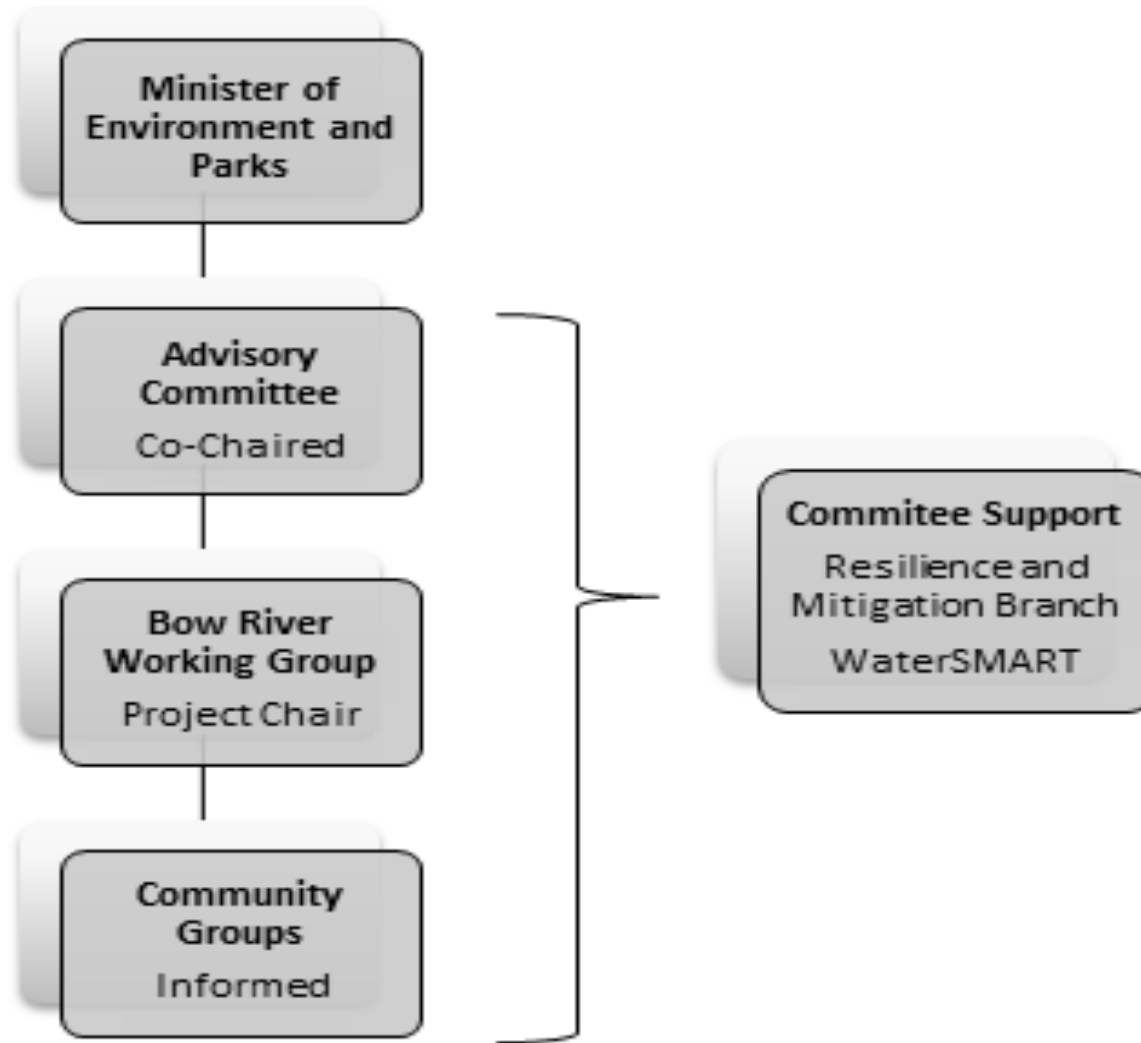 Minister of
Environment and
Parks
Advisory
Committee
Co-Chaired
Bow River
Working Group
Project Chair
Community
Groups
Informed
Commitee Support
Resilience and
Mitigation Branch
WaterSMART